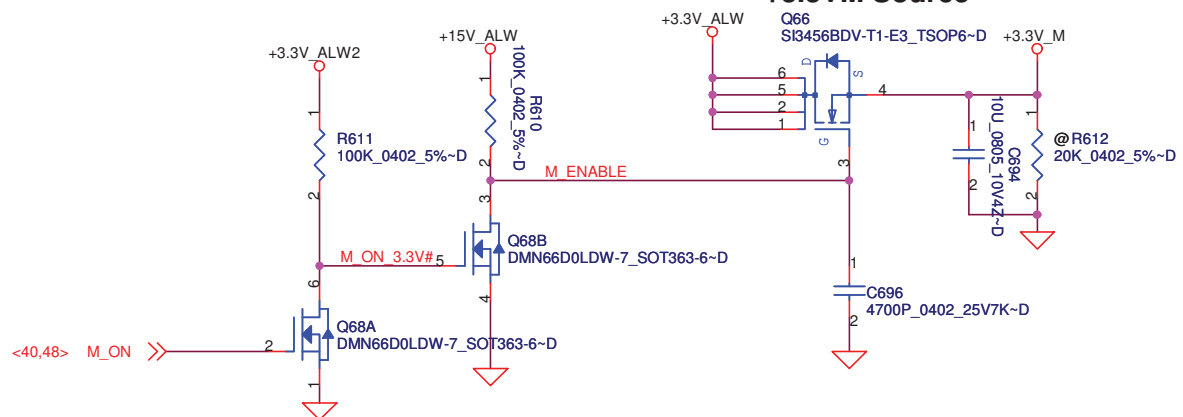 +3.3V_ALW
Q66
SI3456BDV-T1-E3_TSOP6~D
+3.3V_M
+15V_ALW
+3.3V_ALW2
1
R611
100K_0402_5%~D
2
1
R610
100K_0402_5%~D
2
D
S
G
6
5
2
1
4
3
1
10U_0805_10V4Z~D
C694
2
1
@R612
20K_0402_5%~D
2
M_ENABLE
3
Q68B
DMN66D0LDW-7_SOT363-6~D
M_ON_3.3V#
5
4
6
Q68A
DMN66D0LDW-7_SOT363-6~D
<40,48>
M_ON
2
1
1
C696
4700P_0402_25V7K~D
2